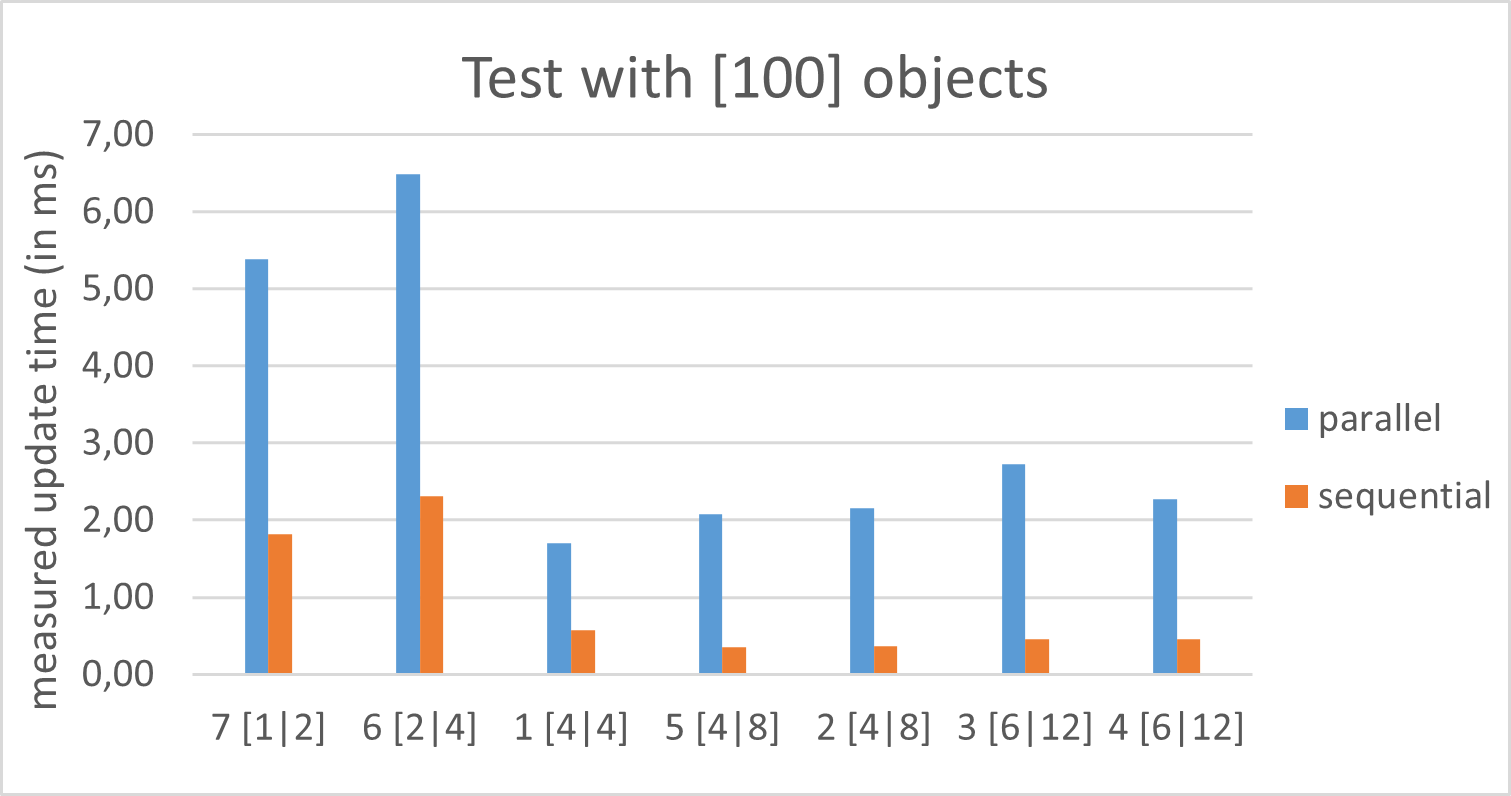 Test with [100] objects
measured update time (in ms)
7,00
6,00
5,00
4,00
3,00
2,00
1,00
0,00
7 [1|2] 6 [2|4] 1 [4|4] 5 [4|8] 2 [4|8] 3 [6|12] 4 [6|12]
parallel
sequential